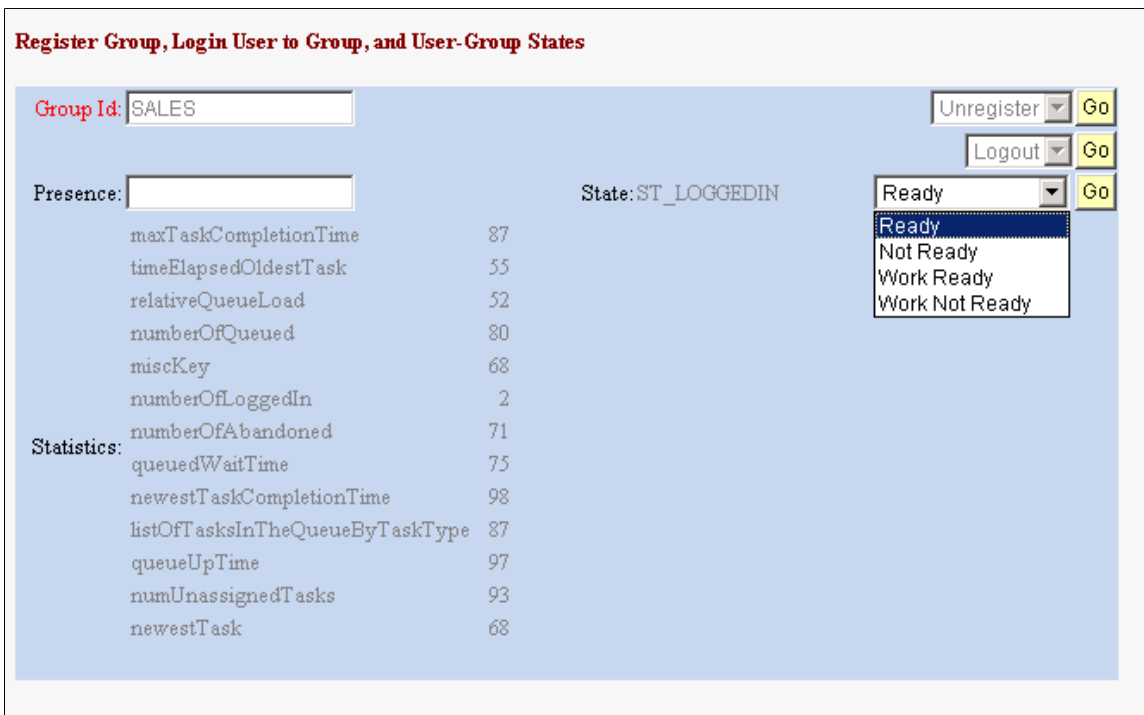 Register Group, Login User to Group, and User-Group States
Group Id: SALES Unregister Go
Logout Go
Presence: State: ST_LOGGEDIN Ready Go
Ready
Not Ready
Work Ready
Work Not Ready
Statistics:
maxTaskCompletionTime 87
timeElapsedOldestTask 55
relativeQueueLoad 52
numberOfQueued 80
miscKey 68
numberOfLoggedIn 2
numberOfAbandoned 71
queuedWaitTime 75
newestTaskCompletionTime 98
listOfTasksInTheQueueByTaskType 87
queueUpTime 97
numUnassignedTasks 93
newestTask 68